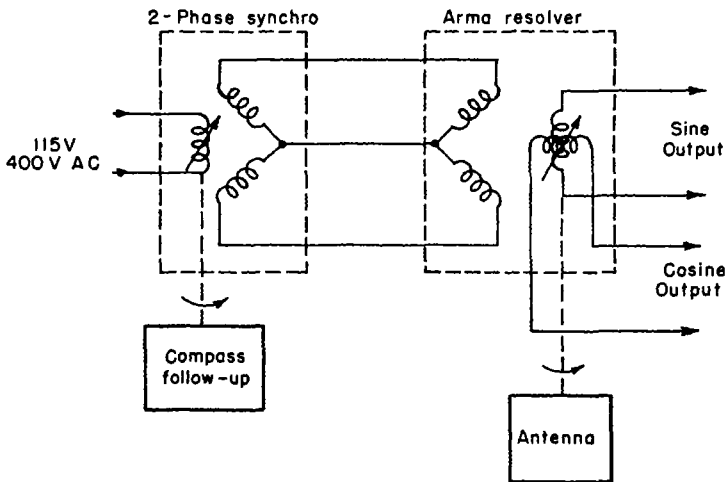 2-Phase synchro
Arma resolver
115V
400V AC
Sine
Output
Cosine
Output
Compass
follow-up
Antenna